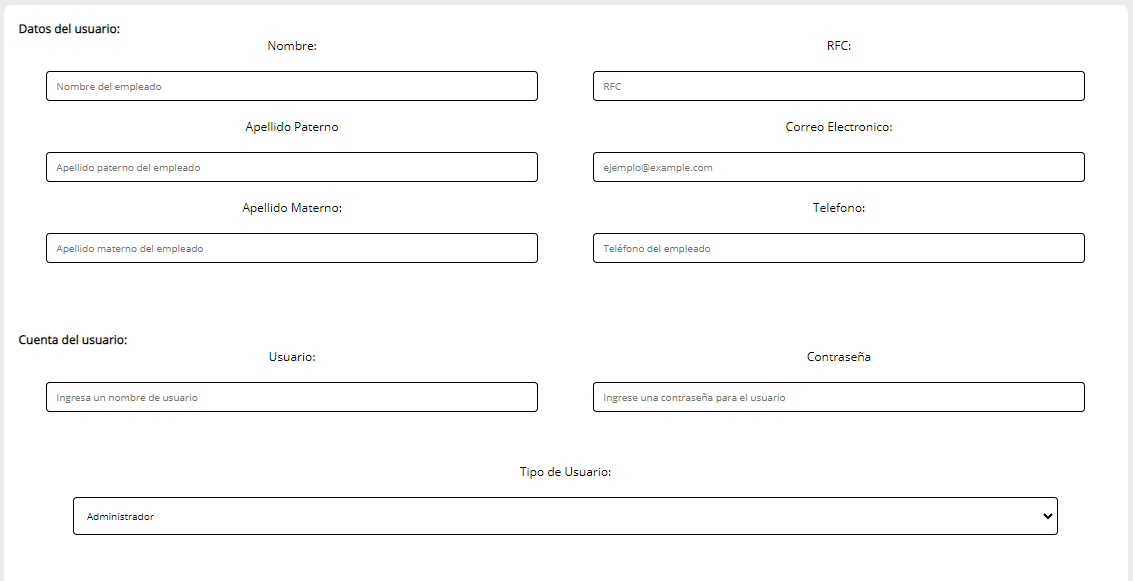 Datos del usuario:
Nombre:
RFC:
Nombre del empleado
RFC
Apellido Paterno
Correo Electronico:
Apellido paterno del empleado
ejemplo@example.com
Apellido Materno:
Telefono:
Apellido materno del empleado
Teléfono del empleado
Cuenta del usuario:
Usuario:
Contraseña
Ingresa un nombre de usuario
Ingrese una contraseña para el usuario
Tipo de Usuario:
Administrador